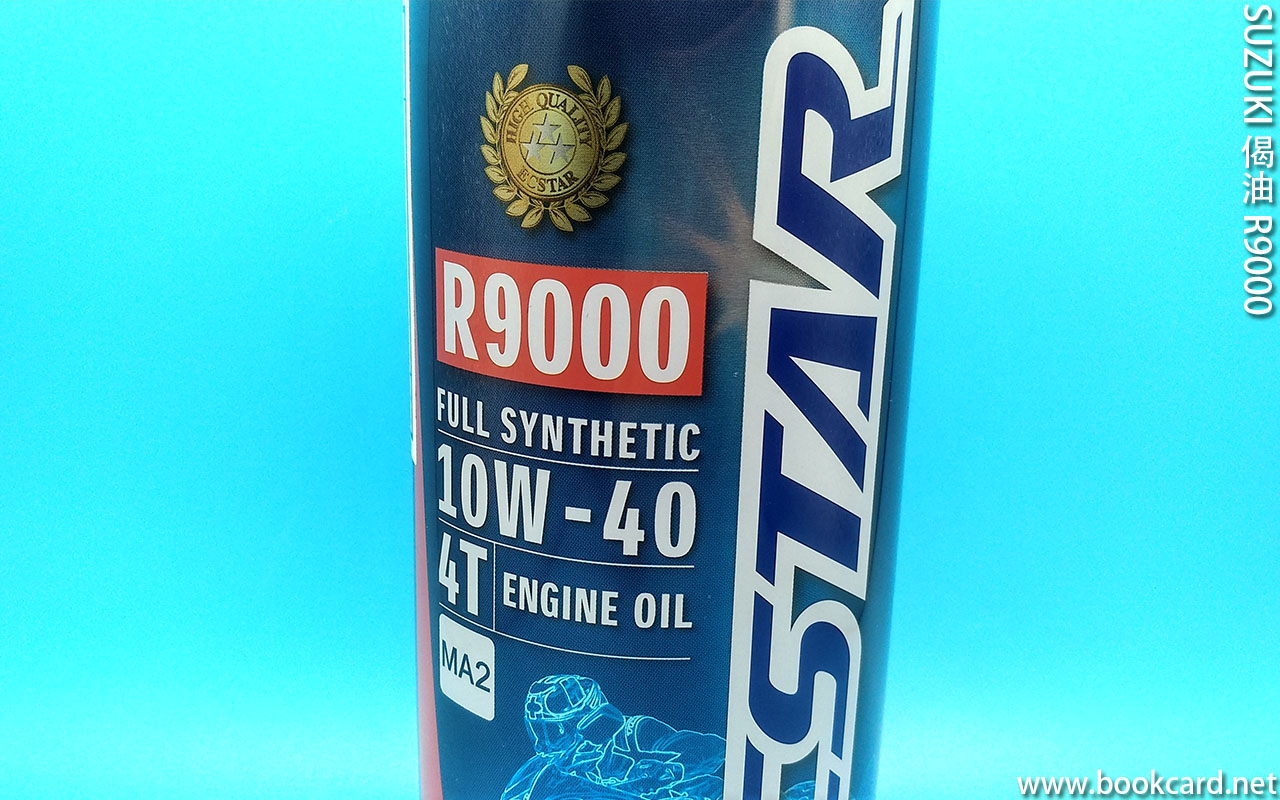 HIGH QUALITY
ECSTAR
R9000
FULL SYNTHETIC
10W-40
4T ENGINE OIL
MA2
CSTAR
SUZUKI 偈油 R9000
www.bookcard.net